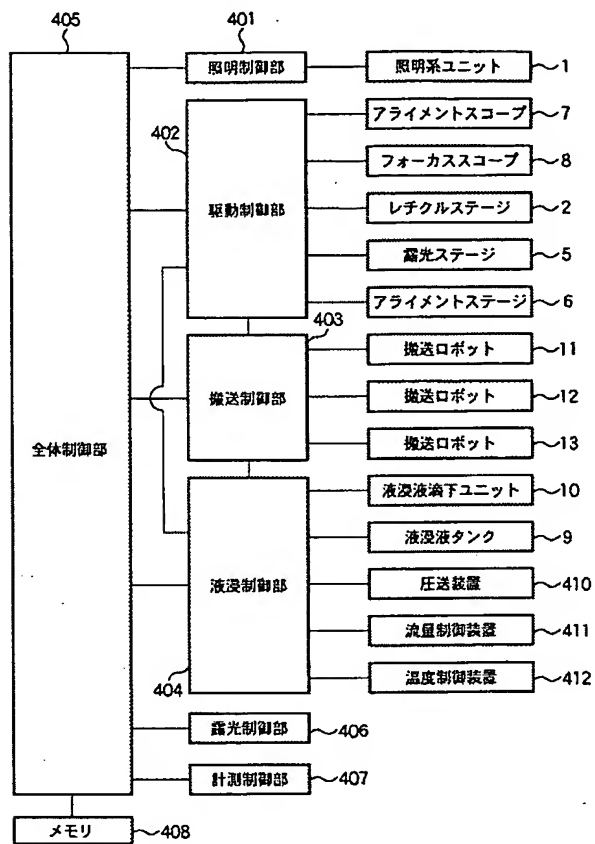 405
401
照明制御部
照明系ユニット
1
402
駆動制御部
アライメントスコープ
7
フォーカススコープ
8
レチクルステージ
2
露光ステージ
5
アライメントステージ
6
403
全体制御部
搬送制御部
搬送ロボット
11
搬送ロボット
12
搬送ロボット
13
液浸制御部
404
液浸液滴下ユニット
10
液浸液タンク
9
圧送装置
410
流量制御装置
411
温度制御装置
412
露光制御部
406
計測制御部
407
メモリ
408